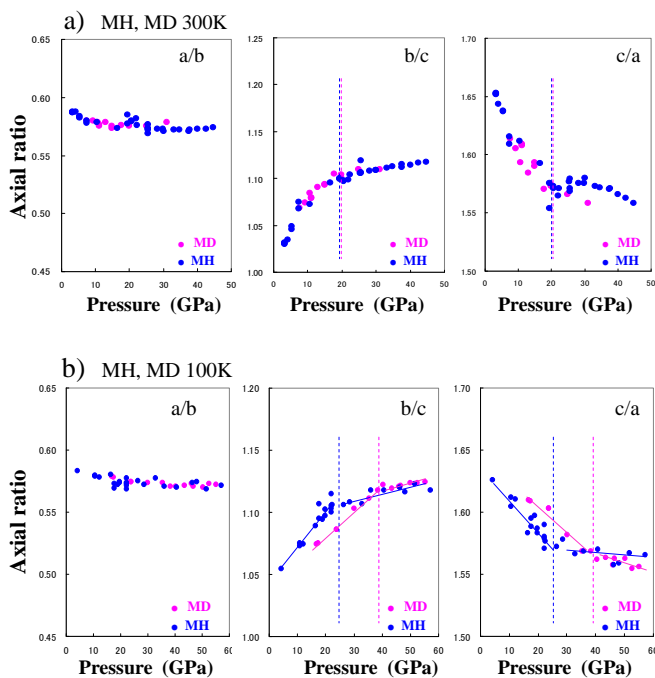 a) MH, MD 300K
Axial ratio
0.65
0.60
0.55
0.50
0.45
a/b
MD
MH
0 10 20 30 40 50
Pressure (GPa)
1.25
1.20
1.15
1.10
1.05
1.00
b/c
MD
MH
0 10 20 30 40 50
Pressure (GPa)
1.70
1.65
1.60
1.55
1.50
c/a
MD
MH
0 10 20 30 40 50
Pressure (GPa)
b) MH, MD 100K
Axial ratio
0.65
0.60
0.55
0.50
0.45
a/b
MD
MH
0 10 20 30 40 50 60
Pressure (GPa)
1.20
1.15
1.10
1.05
1.00
b/c
MD
MH
0 10 20 30 40 50 60
Pressure (GPa)
1.70
1.65
1.60
1.55
1.50
c/a
MD
MH
0 10 20 30 40 50 60
Pressure (GPa)